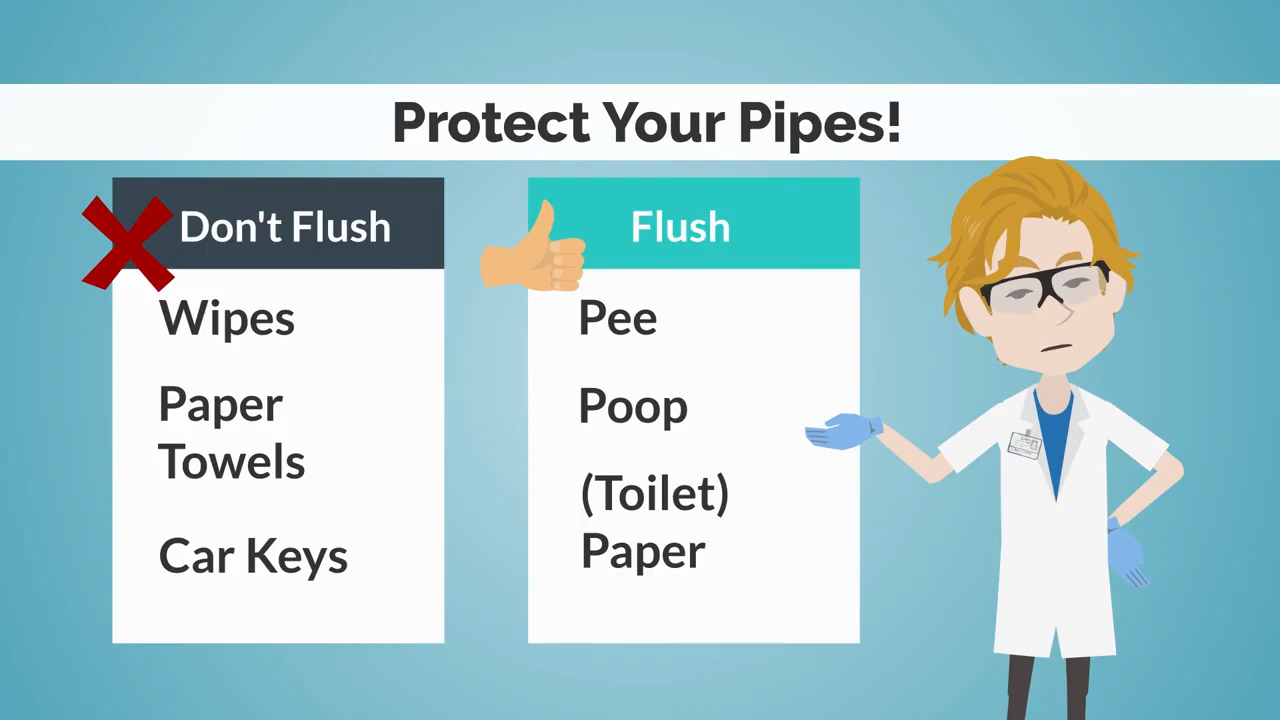 Protect Your Pipes!
Don't Flush
Wipes
Paper
Towels
Car Keys
Flush
Pee
Poop
(Toilet)
Paper